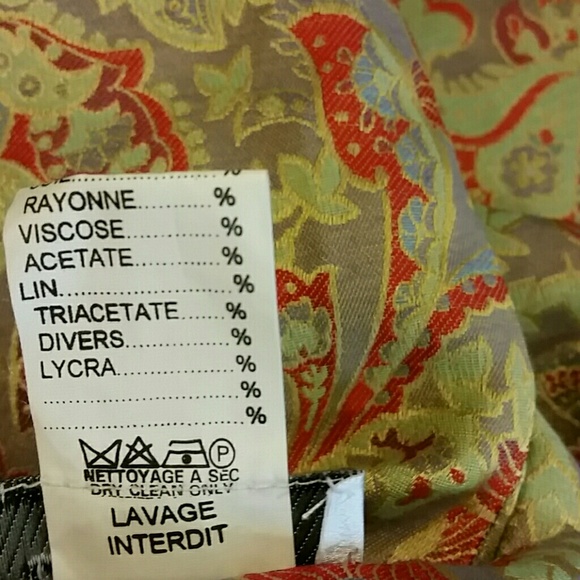 RAYONNE..............%
VISCOSE................%
ACETATE................%
LIN..........................%
TRIACETATE........%
DIVERS..................%
LYCRA....................%
................................%
................................%
P
NETTOYAGE A SEC
DRY CLEAN ONLY
LAVAGE
INTERDIT